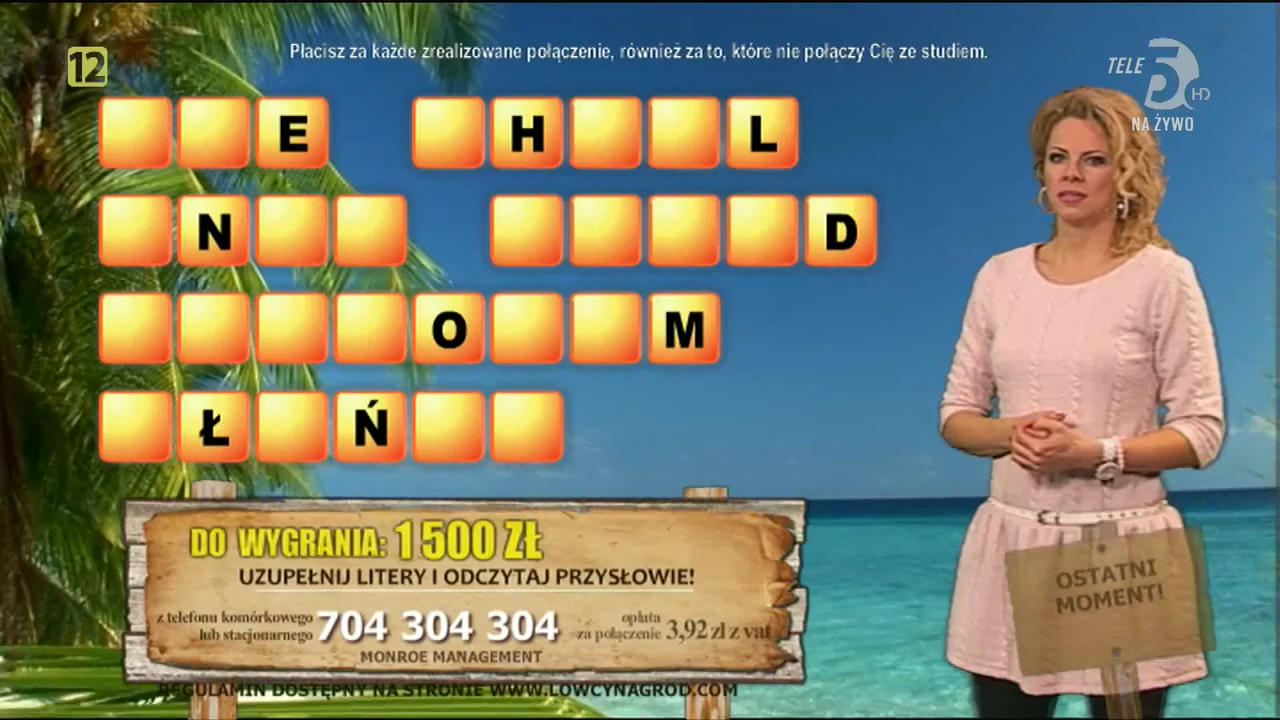 Płacisz za każde zrealizowane połączenie, również za to, które nie połączy Cię ze studiem.
12
TELE 5 HD
NA ŻYWO
E H L
N D
O M
Ł Ń
DO WYGRANIA: 1 500 ZŁ
UZUPEŁNIJ LITERY I ODCZYTAJ PRZYSŁOWIE!
z telefonu komórkowego
lub stacjonarnego
704 304 304
opłata
za połączenie 3,92 zł z vat
MONROE MANAGEMENT
REGULAMIN DOSTĘPNY NA STRONIE WWW.LOWCYNAGROD.COM
OSTATNI
MOMENT!